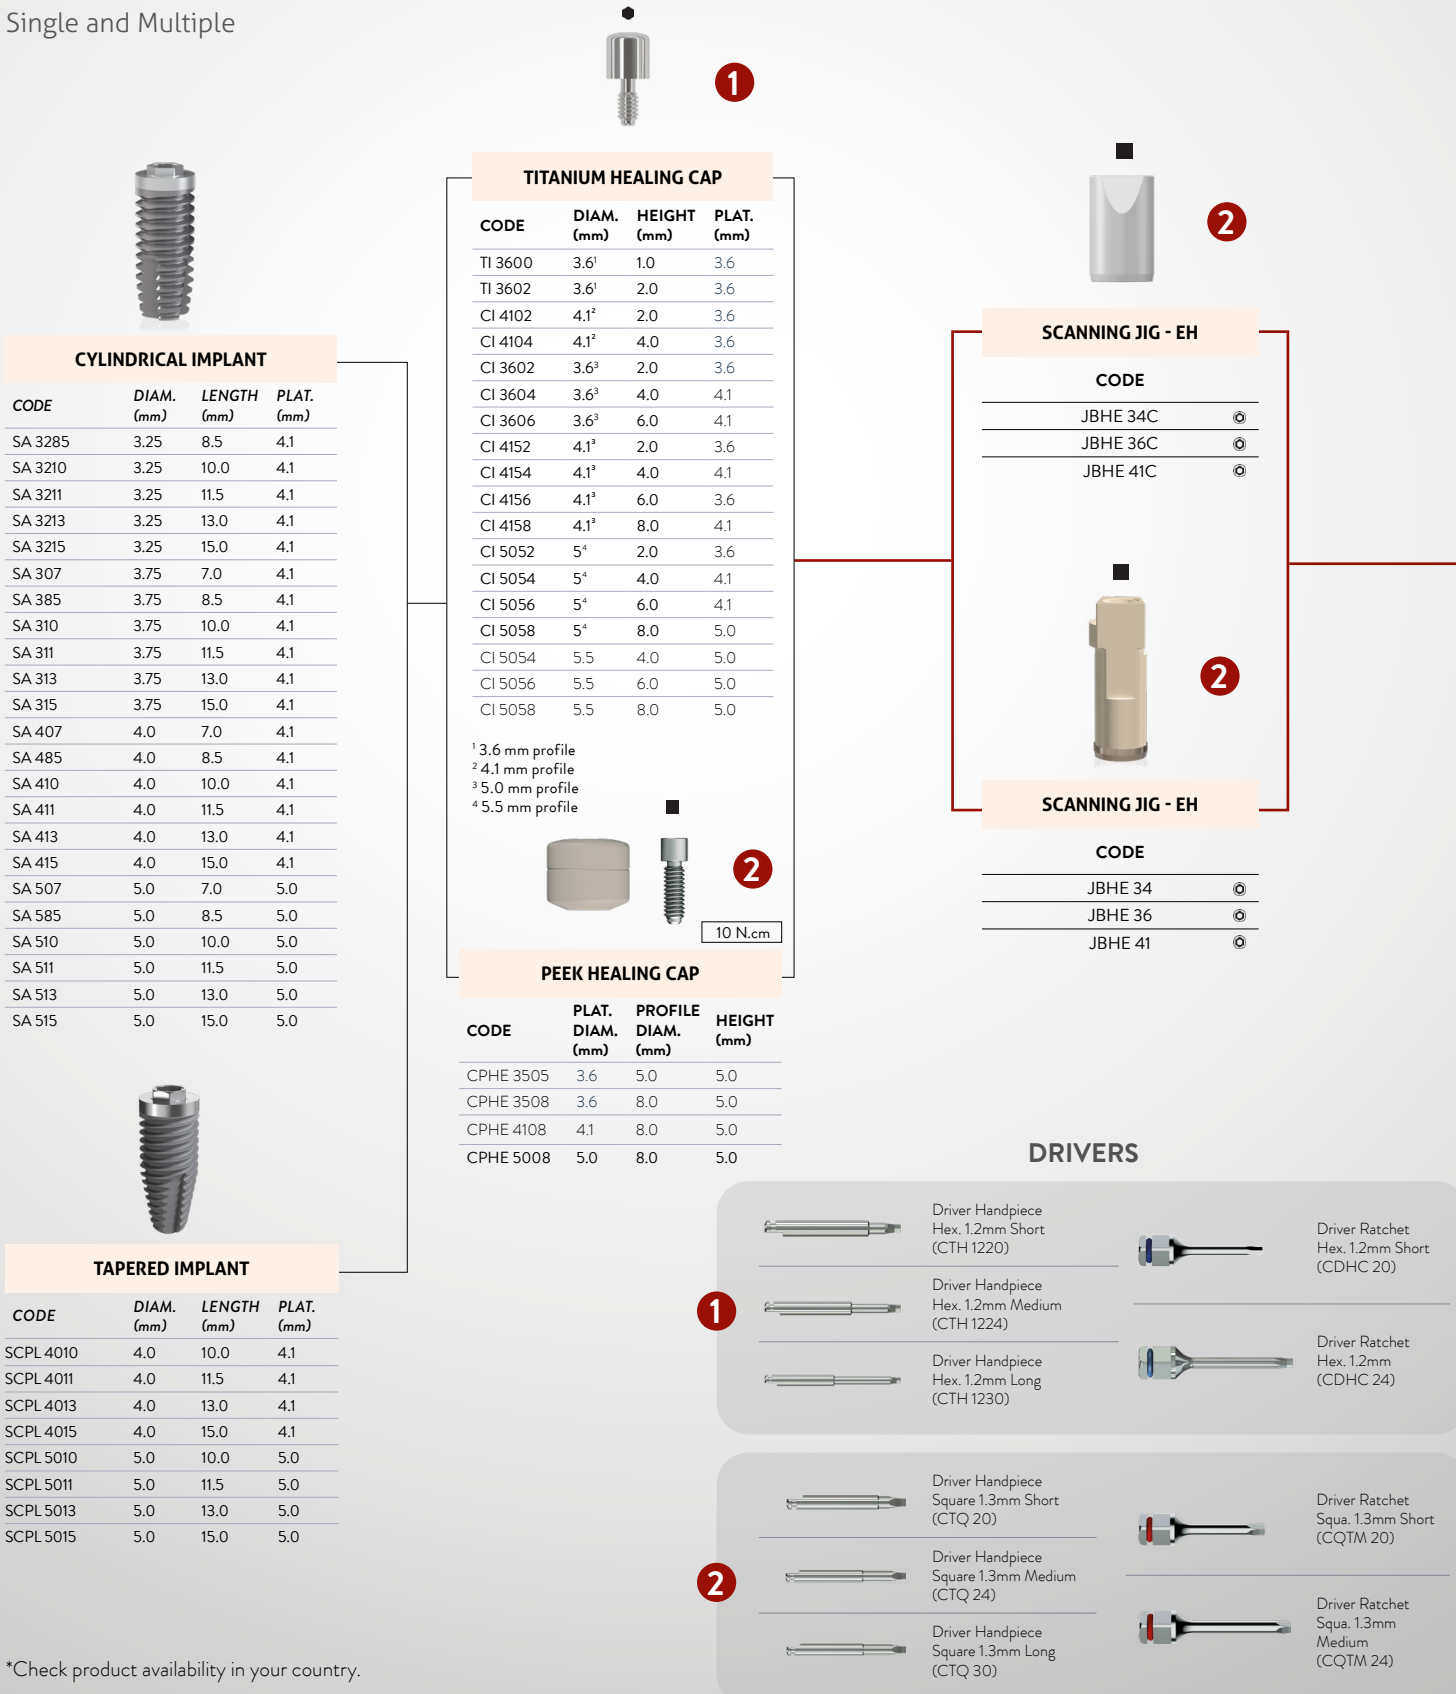 Single and Multiple
1
TITANIUM HEALING CAP
CODE DIAM. (mm) HEIGHT (mm) PLAT. (mm)
TI 3600 3.6¹ 1.0 3.6
TI 3602 3.6¹ 2.0 3.6
CI 4102 4.1² 2.0 3.6
CI 4104 4.1² 4.0 3.6
CI 3602 3.6³ 2.0 3.6
CI 3604 3.6³ 4.0 4.1
CI 3606 3.6³ 6.0 4.1
CI 4152 4.1³ 2.0 3.6
CI 4154 4.1³ 4.0 4.1
CI 4156 4.1³ 6.0 3.6
CI 4158 4.1³ 8.0 4.1
CI 5052 5⁴ 2.0 3.6
CI 5054 5⁴ 4.0 4.1
CI 5056 5⁴ 6.0 4.1
CI 5058 5⁴ 8.0 5.0
CI 5054 5.5 4.0 5.0
CI 5056 5.5 6.0 5.0
CI 5058 5.5 8.0 5.0
¹ 3.6 mm profile
² 4.1 mm profile
³ 5.0 mm profile
⁴ 5.5 mm profile
2
10 N.cm
PEEK HEALING CAP
CODE PLAT. DIAM. (mm) PROFILE DIAM. (mm) HEIGHT (mm)
CPHE 3505 3.6 5.0 5.0
CPHE 3508 3.6 8.0 5.0
CPHE 4108 4.1 8.0 5.0
CPHE 5008 5.0 8.0 5.0
CYLINDRICAL IMPLANT
CODE DIAM. (mm) LENGTH (mm) PLAT. (mm)
SA 3285 3.25 8.5 4.1
SA 3210 3.25 10.0 4.1
SA 3211 3.25 11.5 4.1
SA 3213 3.25 13.0 4.1
SA 3215 3.25 15.0 4.1
SA 307 3.75 7.0 4.1
SA 385 3.75 8.5 4.1
SA 310 3.75 10.0 4.1
SA 311 3.75 11.5 4.1
SA 313 3.75 13.0 4.1
SA 315 3.75 15.0 4.1
SA 407 4.0 7.0 4.1
SA 485 4.0 8.5 4.1
SA 410 4.0 10.0 4.1
SA 411 4.0 11.5 4.1
SA 413 4.0 13.0 4.1
SA 415 4.0 15.0 4.1
SA 507 5.0 7.0 5.0
SA 585 5.0 8.5 5.0
SA 510 5.0 10.0 5.0
SA 511 5.0 11.5 5.0
SA 513 5.0 13.0 5.0
SA 515 5.0 15.0 5.0
TAPERED IMPLANT
CODE DIAM. (mm) LENGTH (mm) PLAT. (mm)
SCPL 4010 4.0 10.0 4.1
SCPL 4011 4.0 11.5 4.1
SCPL 4013 4.0 13.0 4.1
SCPL 4015 4.0 15.0 4.1
SCPL 5010 5.0 10.0 5.0
SCPL 5011 5.0 11.5 5.0
SCPL 5013 5.0 13.0 5.0
SCPL 5015 5.0 15.0 5.0
2
SCANNING JIG - EH
CODE
JBHE 34C
JBHE 36C
JBHE 41C
2
SCANNING JIG - EH
CODE
JBHE 34
JBHE 36
JBHE 41
DRIVERS
1
Driver Handpiece
Hex. 1.2mm Short
(CTH 1220)
Driver Handpiece
Hex. 1.2mm Medium
(CTH 1224)
Driver Handpiece
Hex. 1.2mm Long
(CTH 1230)
Driver Ratchet
Hex. 1.2mm Short
(CDHC 20)
Driver Ratchet
Hex. 1.2mm
(CDHC 24)
2
Driver Handpiece
Square 1.3mm Short
(CTQ 20)
Driver Handpiece
Square 1.3mm Medium
(CTQ 24)
Driver Handpiece
Square 1.3mm Long
(CTQ 30)
Driver Ratchet
Squa. 1.3mm Short
(CQTM 20)
Driver Ratchet
Squa. 1.3mm
Medium
(CQTM 24)
*Check product availability in your country.